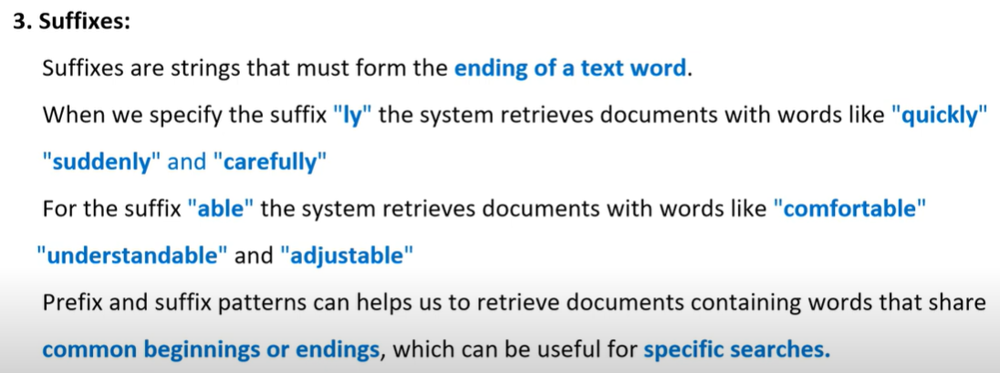 3. Suffixes:
Suffixes are strings that must form the ending of a text word.
When we specify the suffix "ly" the system retrieves documents with words like "quickly"
"suddenly" and "carefully"
For the suffix "able" the system retrieves documents with words like "comfortable"
"understandable" and "adjustable"
Prefix and suffix patterns can helps us to retrieve documents containing words that share
common beginnings or endings, which can be useful for specific searches.